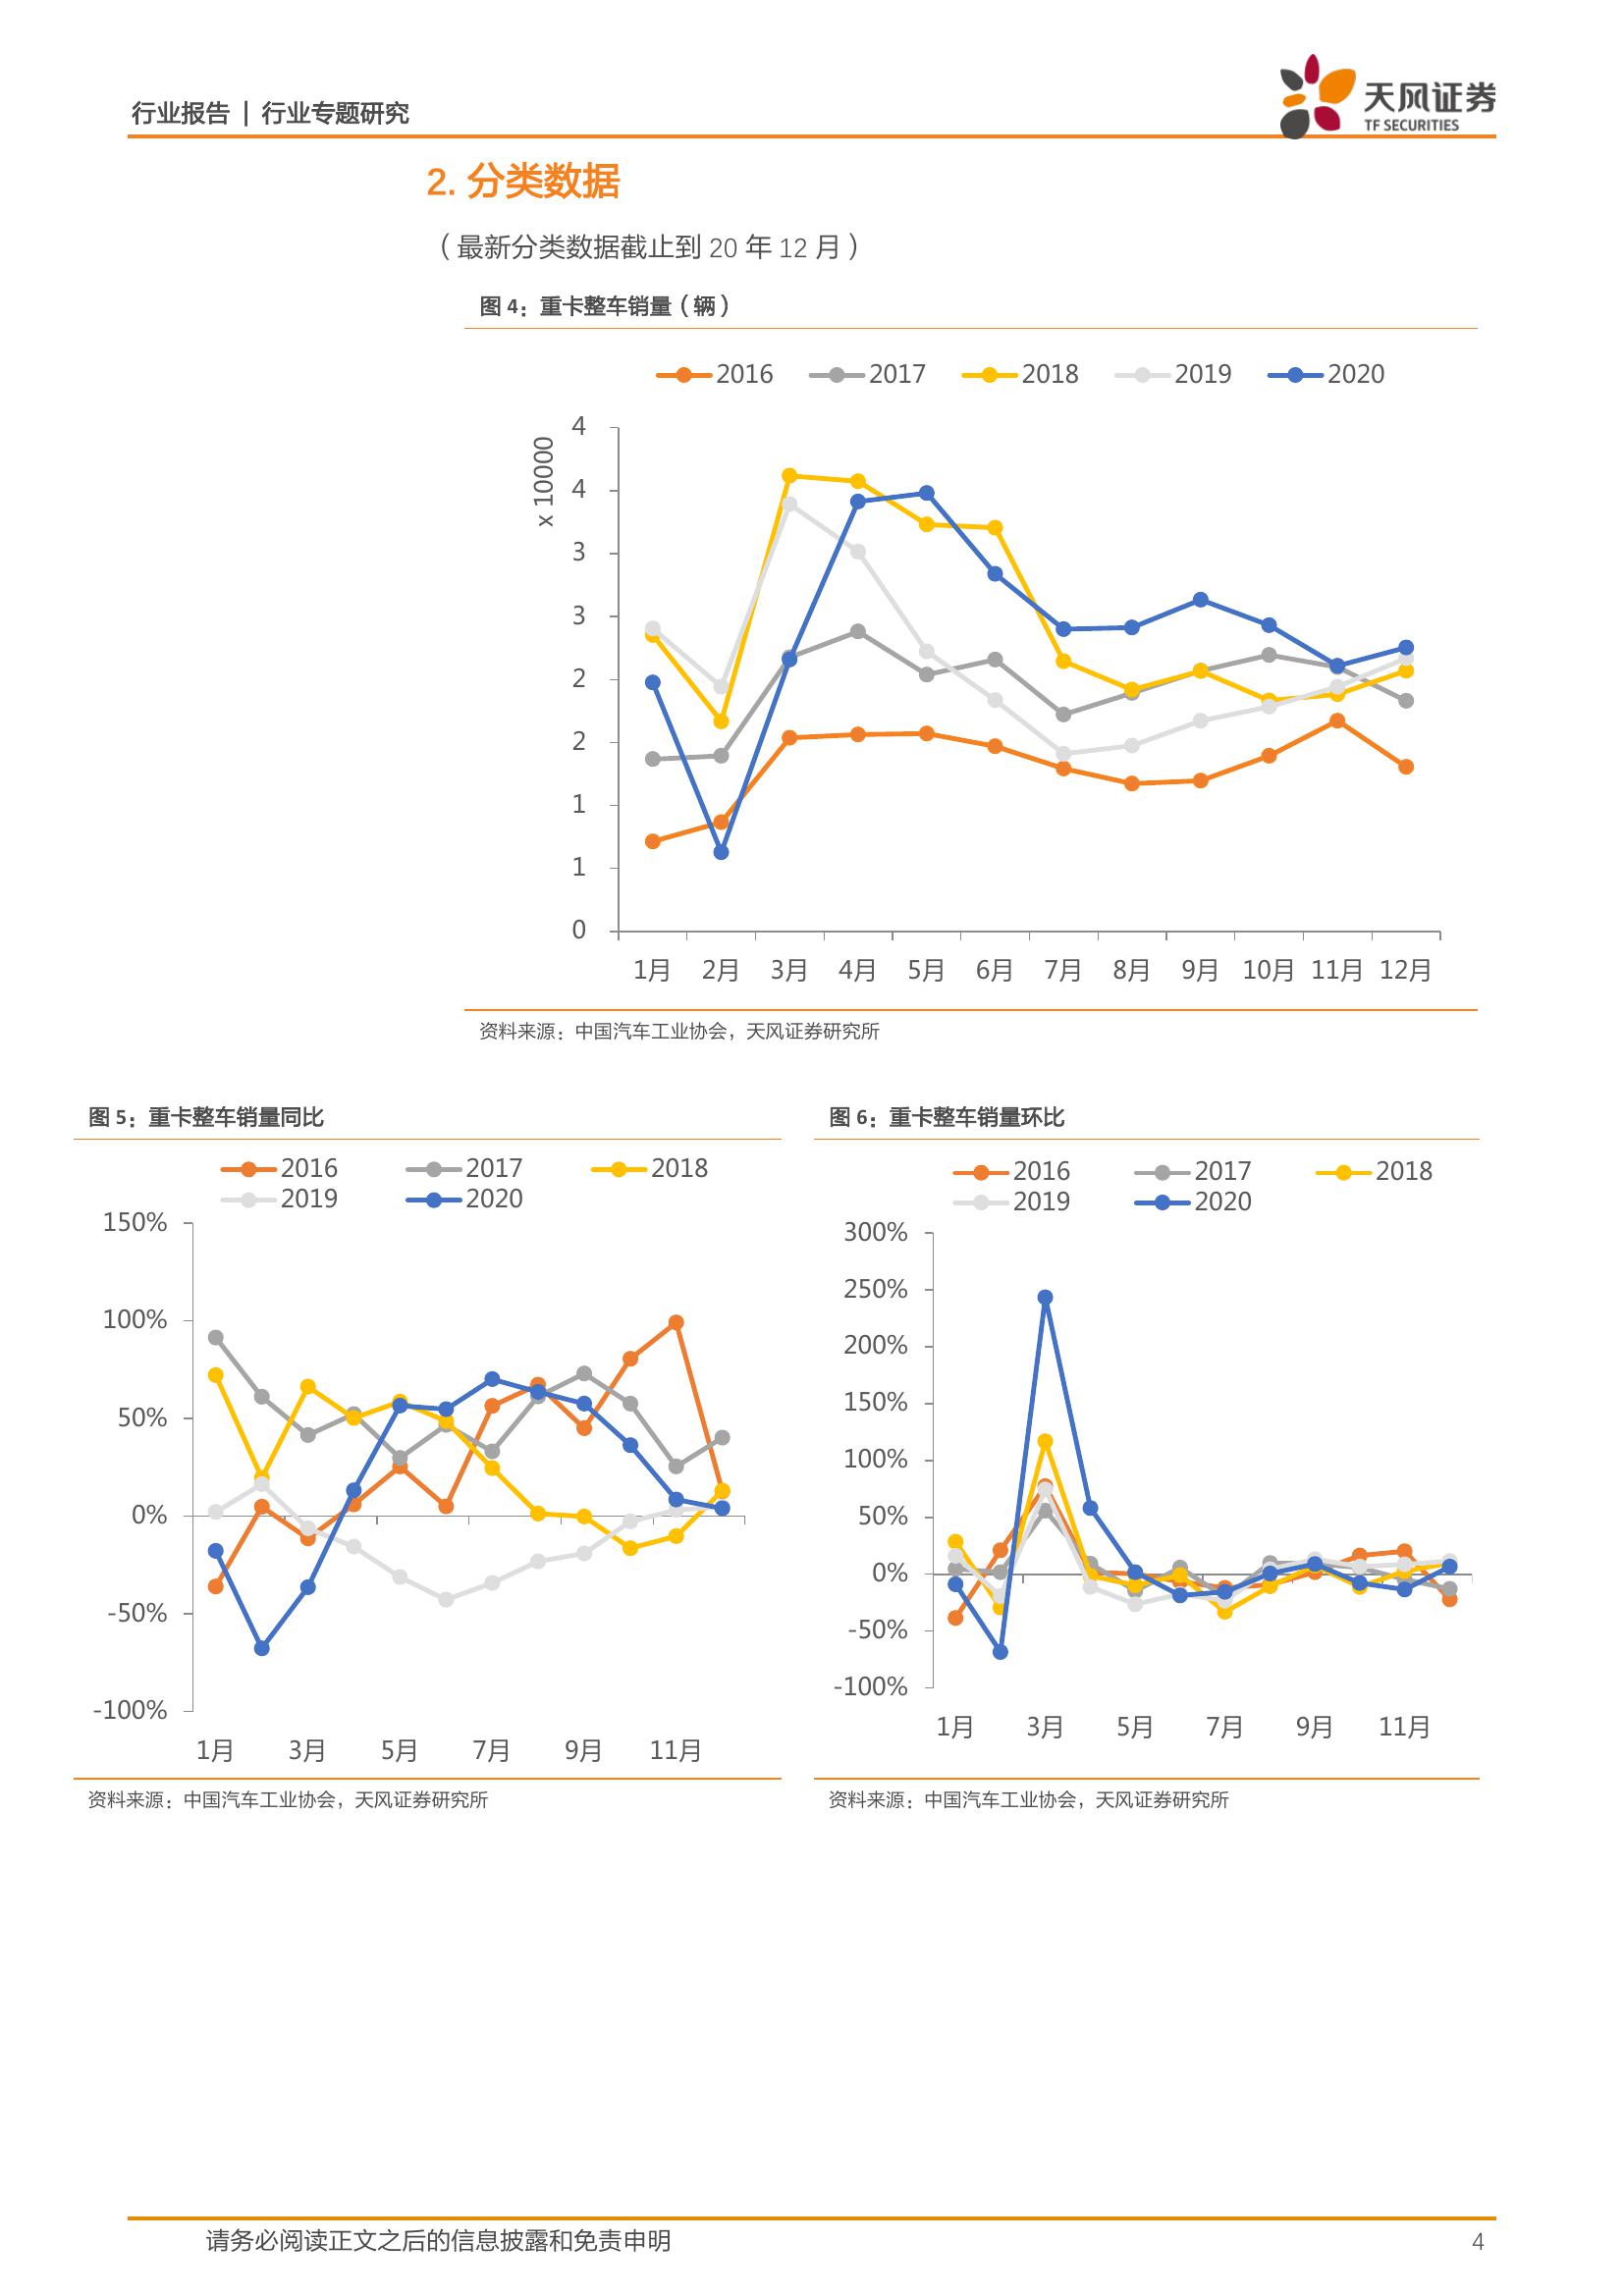 行业报告 | 行业专题研究
天风证券
TF SECURITIES
2. 分类数据
（最新分类数据截止到 20 年 12 月）
图 4：重卡整车销量（辆）
2016 2017 2018 2019 2020
x 10000
4
4
3
3
2
2
1
1
0
1月 2月 3月 4月 5月 6月 7月 8月 9月 10月 11月 12月
资料来源：中国汽车工业协会，天风证券研究所
图 5：重卡整车销量同比
2016 2017 2018
2019 2020
150%
100%
50%
0%
-50%
-100%
1月 3月 5月 7月 9月 11月
资料来源：中国汽车工业协会，天风证券研究所
图 6：重卡整车销量环比
2016 2017 2018
2019 2020
300%
250%
200%
150%
100%
50%
0%
-50%
-100%
1月 3月 5月 7月 9月 11月
资料来源：中国汽车工业协会，天风证券研究所
请务必阅读正文之后的信息披露和免责申明 4